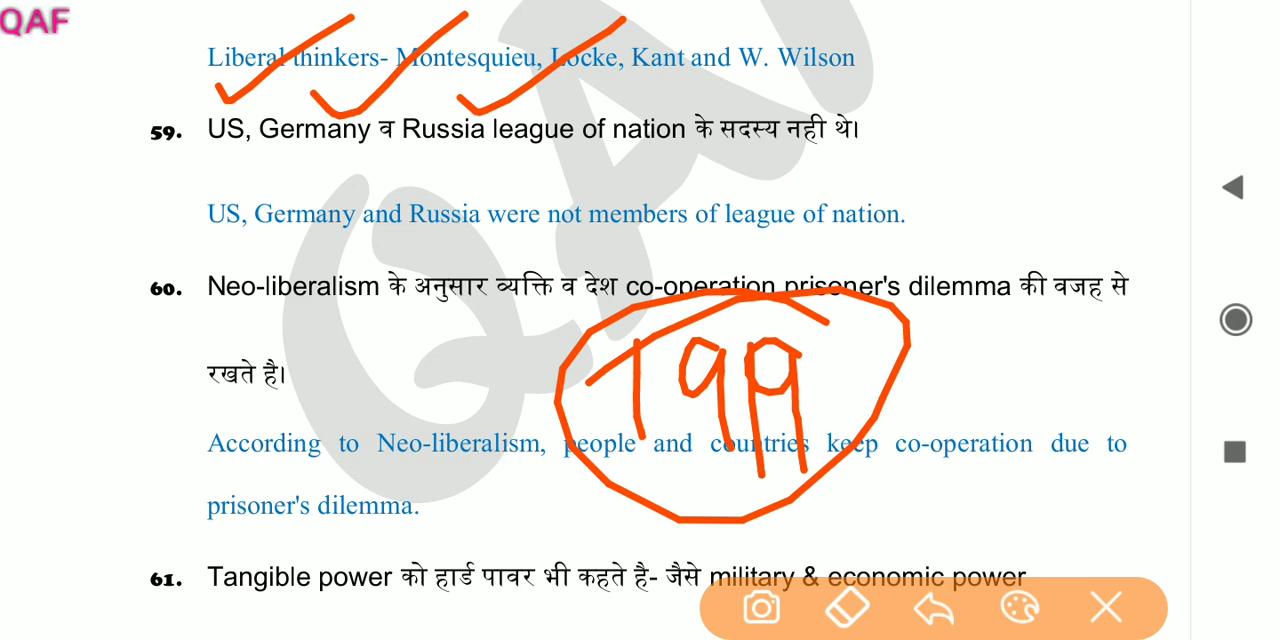 QAF
Liberal thinkers- Montesquieu, Locke, Kant and W. Wilson
59. US, Germany व Russia league of nation के सदस्य नही थे।
US, Germany and Russia were not members of league of nation.
60. Neo-liberalism के अनुसार व्यक्ति व देश co-operation prisoner's dilemma की वजह से
रखते है।
According to Neo-liberalism, people and countries keep co-operation due to
prisoner's dilemma.
61. Tangible power को हार्ड पावर भी कहते है- जैसे military & economic power